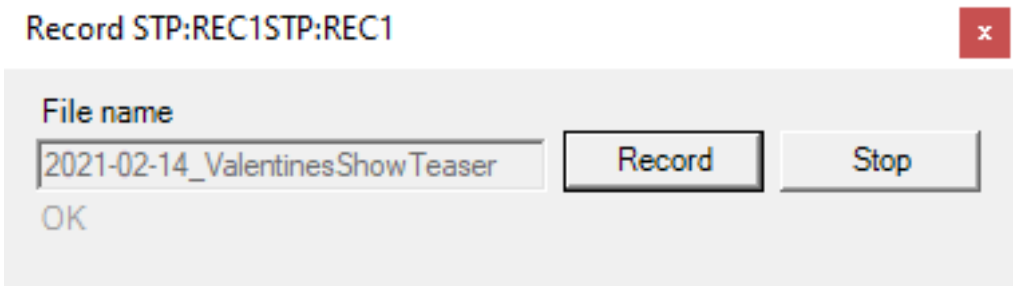 Record STP:REC1STP:REC1
x
File name
2021-02-14_ValentinesShowTeaser
Record
Stop
OK